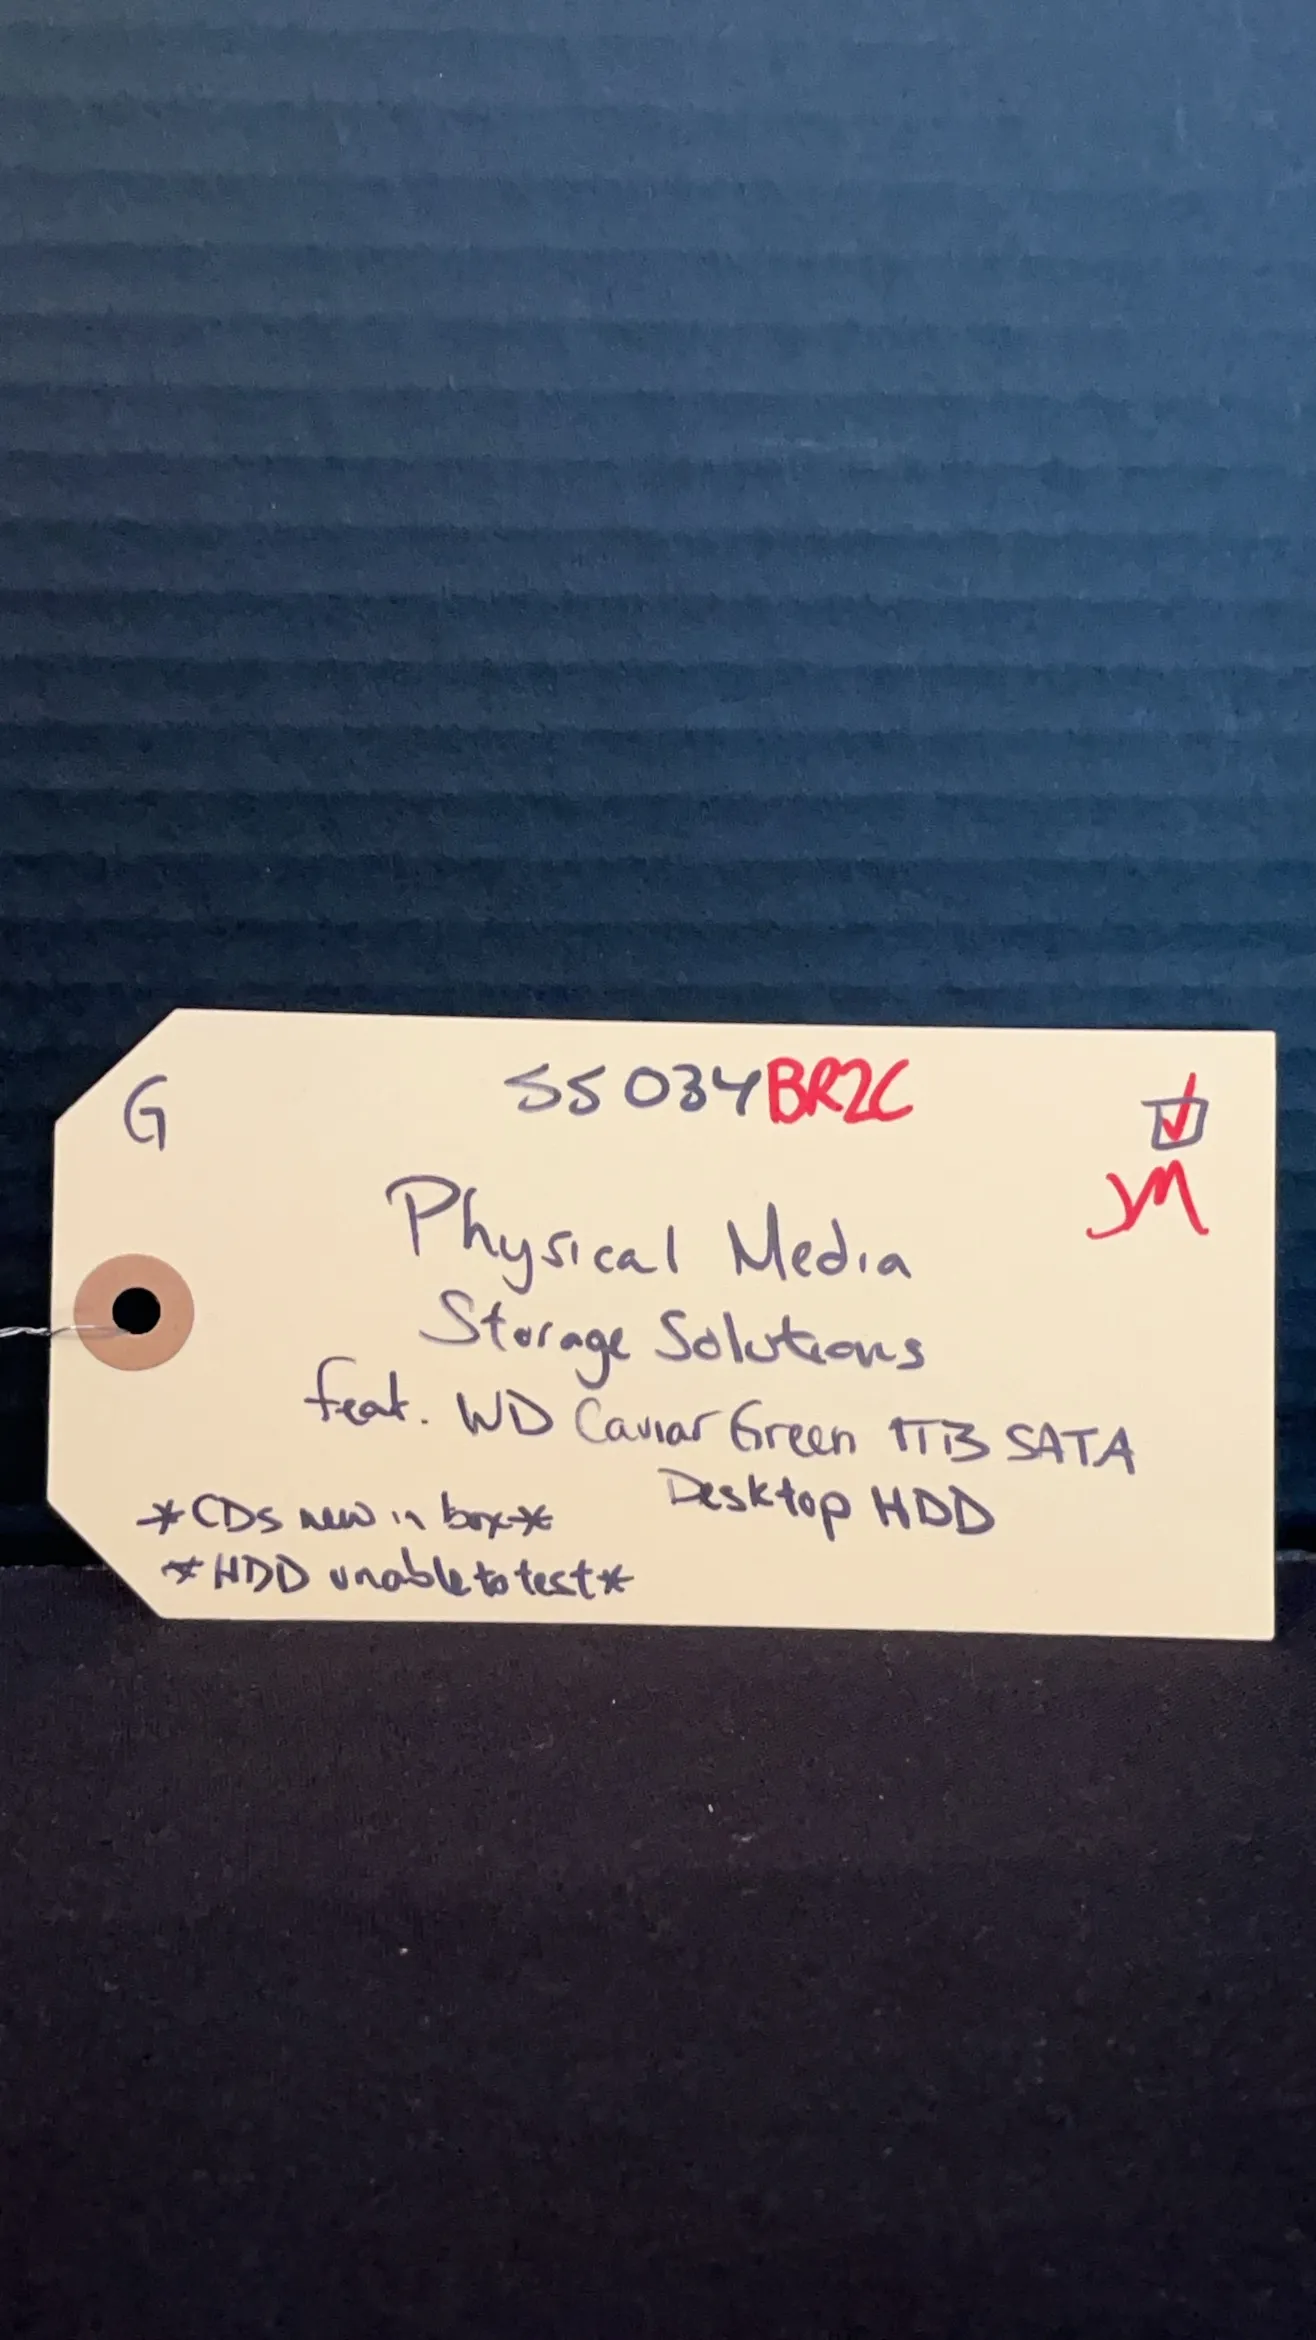 G
SS034BR2C
JM
Physical Media
Storage Solutions
feat. WD Caviar Green 1TB SATA
Desktop HDD
*CDs new in box*
*HDD unable to test*